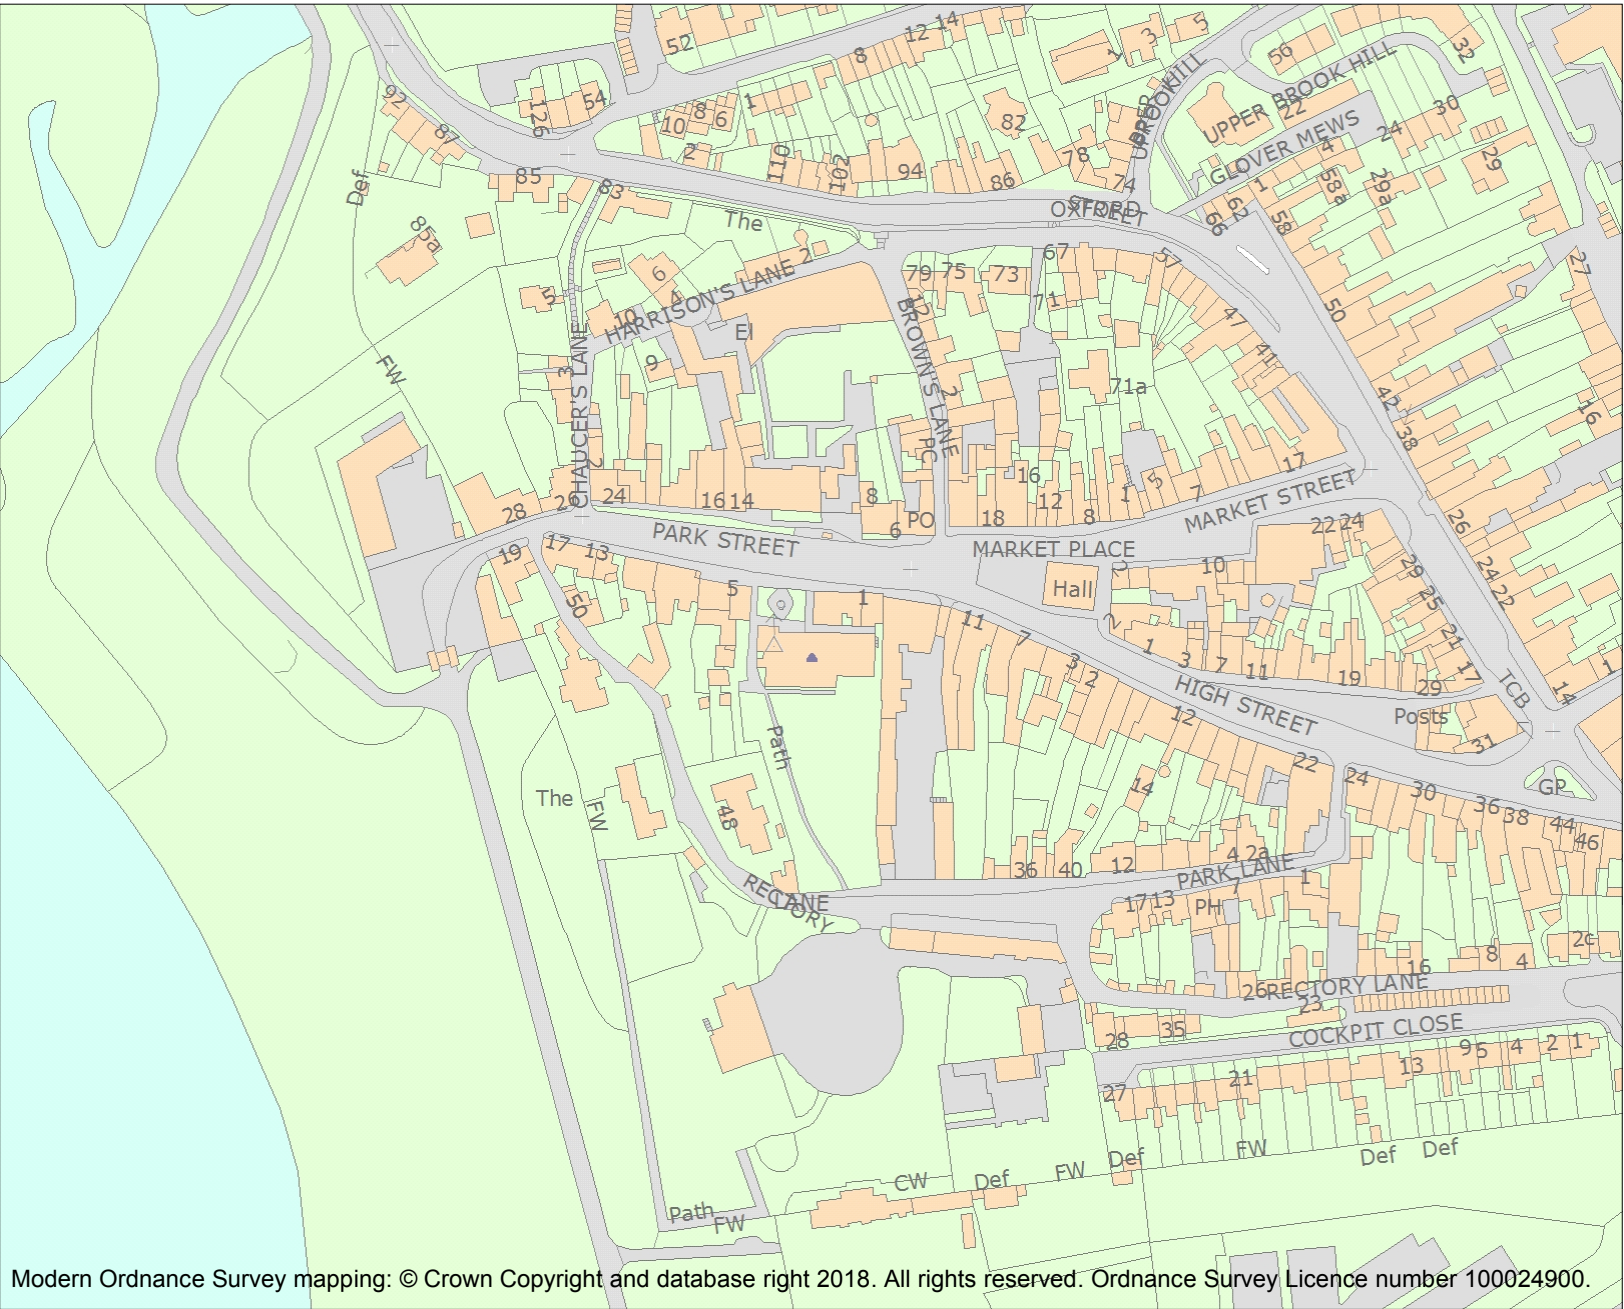 52
12
14
8
1
3
5
56
32
UPPER BROOK HILL
22
92
126
54
10
8
6
1
82
UPPER
BROOKHILL
30
24
87
2
110
102
94
86
78
74
GLOVER MEWS
4
29
85
83
Def
The
OXFORD
STREET
66
62
1
58
58a
29a
85a
6
4
HARRISON'S LANE
2
79
75
73
67
57
27
5
10
El
12
71
47
50
FW
3
9
CHAUCER'S LANE
BROWN'S LANE
2
71a
41
42
16
38
PC
2
24
16
14
8
PO
6
18
16
12
8
1
5
7
17
MARKET STREET
28
26
PARK STREET
MARKET PLACE
22
24
26
19
17
13
5
1
Hall
2
10
29
25
24
22
50
11
7
3
2
2
1
3
7
11
19
29
21
17
TCB
14
1
HIGH STREET
Posts
31
12
Path
22
24
30
36
38
GP
44
46
The
FW
48
14
36
40
12
4
2a
PARK LANE
RECTORY
LANE
17
13
PH
7
1
2c
8
4
16
26
RECTORY LANE
23
28
35
COCKPIT CLOSE
27
21
13
9
5
4
2
1
CW
Def
FW
Def
FW
Def
Def
Path
FW
Modern Ordnance Survey mapping: © Crown Copyright and database right 2018. All rights reserved. Ordnance Survey Licence number 100024900.